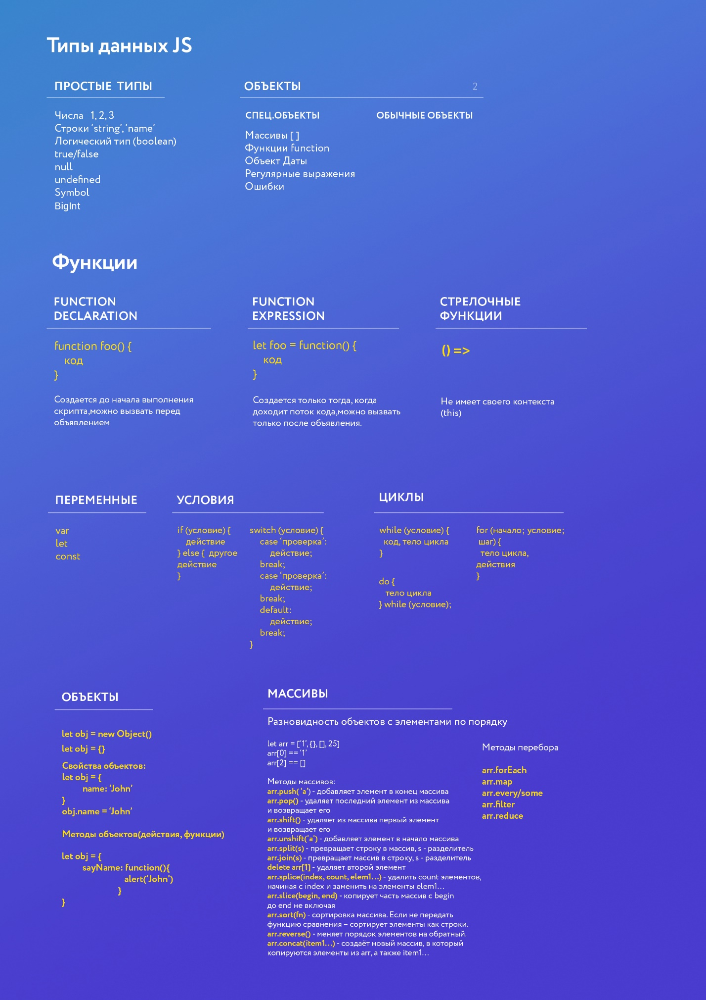 Типы данных JS
ПРОСТЫЕ ТИПЫ
Числа 1, 2, 3
Строки ‘string’, ‘name’
Логический тип (boolean)
true/false
null
undefined
Symbol
BigInt
ОБЪЕКТЫ 2
СПЕЦ.ОБЪЕКТЫ
Массивы [ ]
Функции function
Объект Даты
Регулярные выражения
Ошибки
ОБЫЧНЫЕ ОБЪЕКТЫ
Функции
FUNCTION
DECLARATION
function foo() {
код
}
Создается до начала выполнения
скрипта,можно вызвать перед
объявлением
FUNCTION
EXPRESSION
let foo = function() {
код
}
Создается только тогда, когда
доходит поток кода,можно вызвать
только после объявления.
СТРЕЛОЧНЫЕ
ФУНКЦИИ
() =>
Не имеет своего контекста
(this)
ПЕРЕМЕННЫЕ
var
let
const
УСЛОВИЯ
if (условие) {
действие
} else { другое
действие
}
switch (условие) {
case ‘проверка’:
действие;
break;
case ‘проверка’:
действие;
break;
default:
действие;
break;
}
ЦИКЛЫ
while (условие) {
код, тело цикла
}
do {
тело цикла
} while (условие);
for (начало; условие;
шаг) {
тело цикла,
действия
}
ОБЪЕКТЫ
let obj = new Object()
let obj = {}
Свойства объектов:
let obj = {
name: ‘John’
}
obj.name = ‘John’
Методы объектов(действия, функции)
let obj = {
sayName: function(){
alert(‘John’)
}
}
МАССИВЫ
Разновидность объектов с элементами по порядку
let arr = [’1’, {}, [], 25]
arr[0] == ‘1’
arr[2] == []
Методы массивов:
arr.push( ‘a’) - добавляет элемент в конец массива
arr.pop() - удаляет последний элемент из массива
и возвращает его
arr.shift() - удаляет из массива первый элемент
и возвращает его
arr.unshift(’a’) - добавляет элемент в начало массива
arr.split(s) - превращает строку в массив, s - разделитель
arr.join(s) - превращает массив в строку, s - разделитель
delete arr[1] - удаляет второй элемент
arr.splice(index, count, elem1…) - удалить count элементов,
начиная с index и заменить на элементы elem1…
arr.slice(begin, end) - копирует часть массив с begin
до end не включая
arr.sort(fn) - сортировка массива. Если не передать
функцию сравнения – сортирует элементы как строки.
arr.reverse() - меняет порядок элементов на обратный.
arr.concat(item1…) - создаёт новый массив, в который
копируются элементы из arr, а также item1…
Методы перебора
arr.forEach
arr.map
arr.every/some
arr.filter
arr.reduce